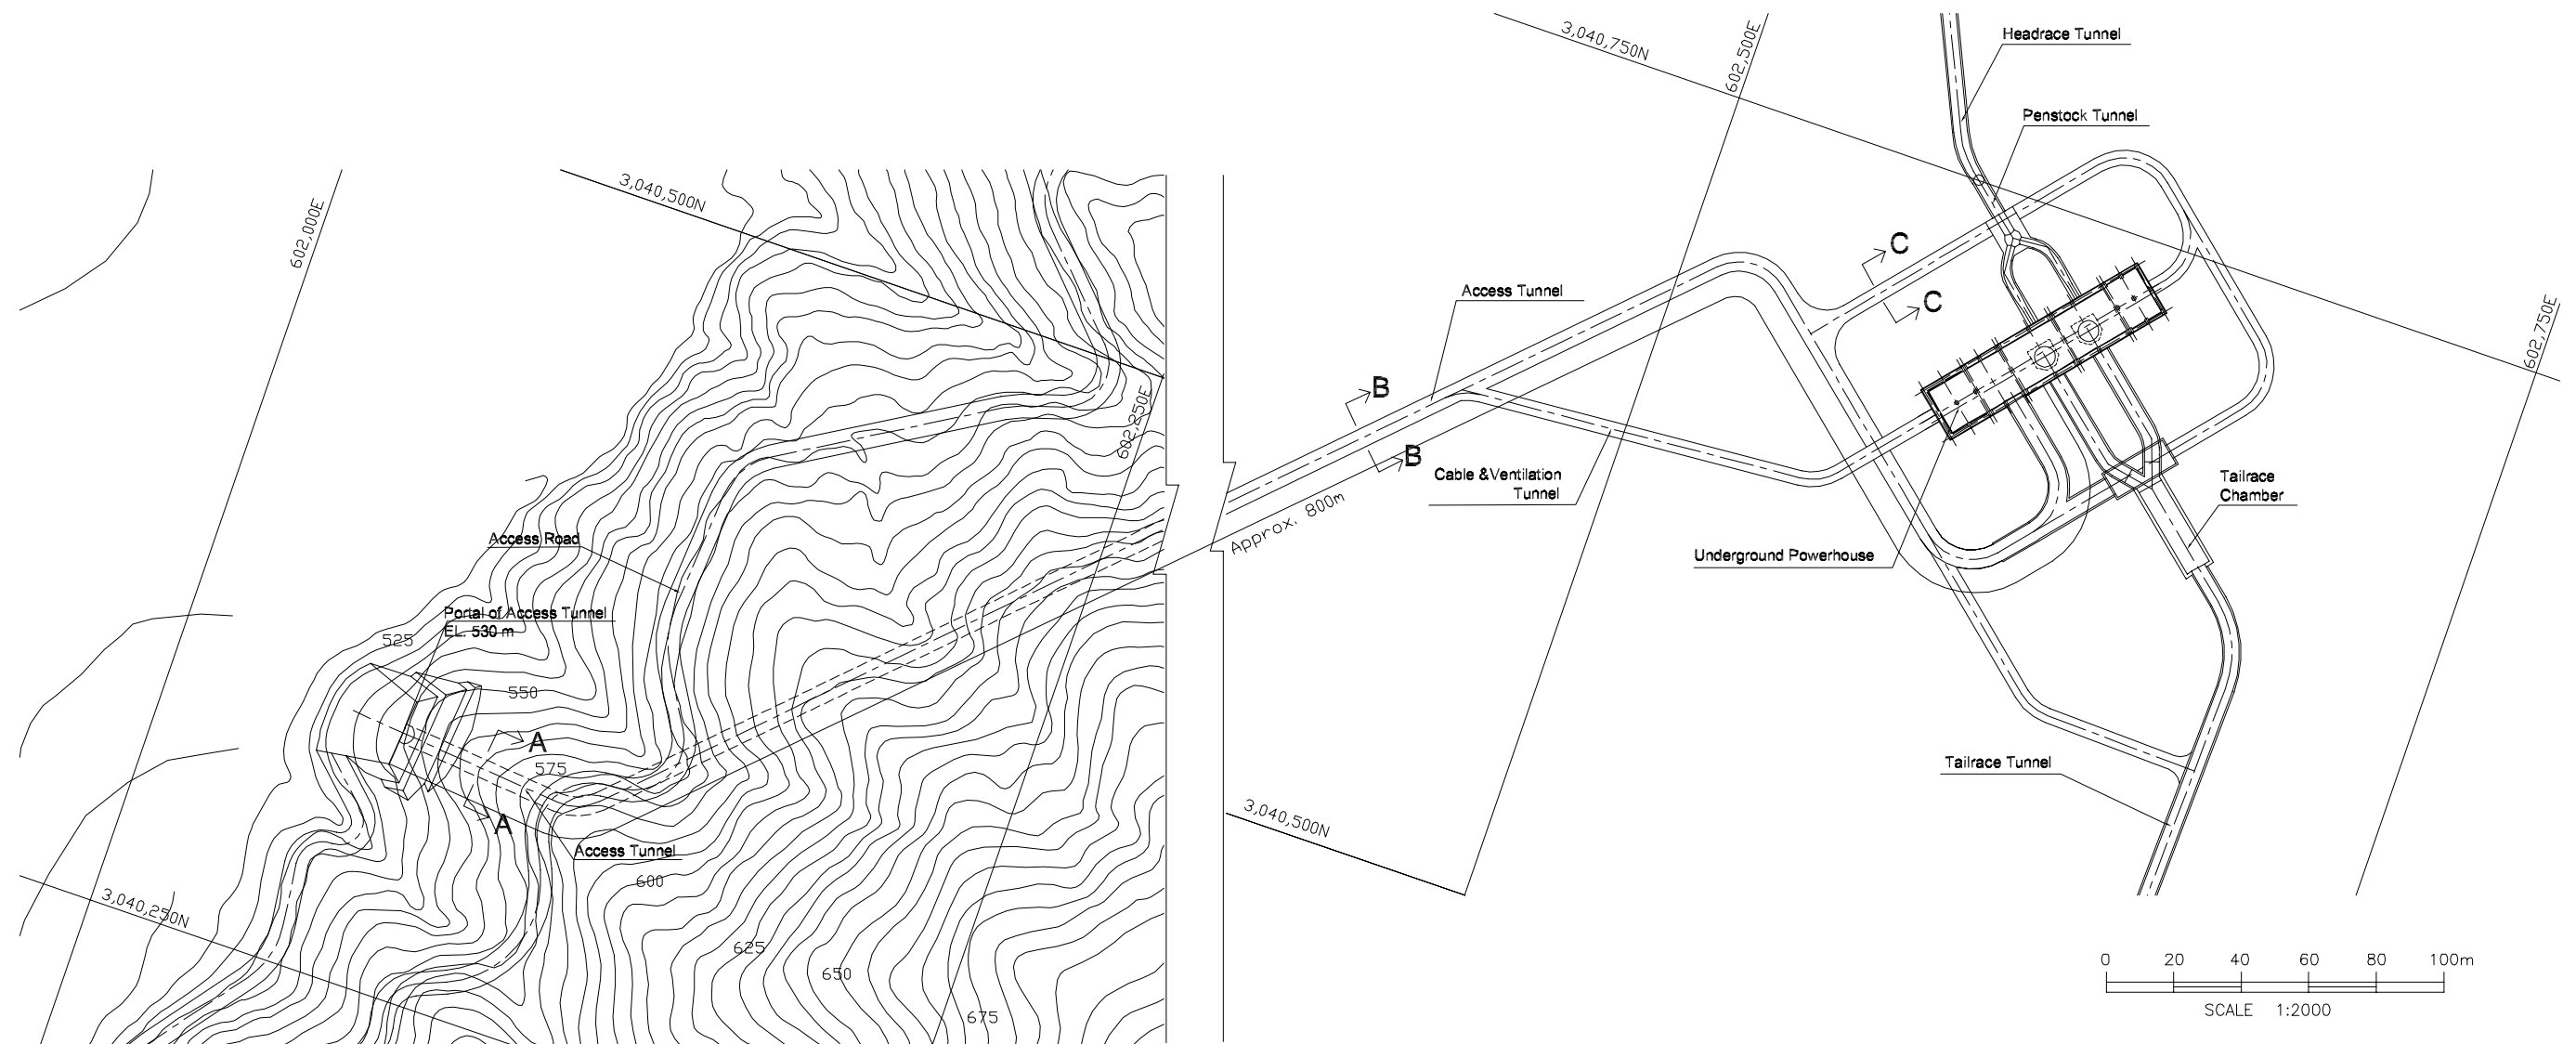 3,040,750N
602,500E
Headrace Tunnel
Penstock Tunnel
602,000E
3,040,500N
C
C
Access Tunnel
602,750E
B
B
602,250E
Cable &Ventilation
Tunnel
Approx. 800m
Tailrace
Chamber
Access Road
Underground Powerhouse
Portal of Access Tunnel
EL. 530 m
525
550
A
575
A
Tailrace Tunnel
3,040,500N
Access Tunnel
600
3,040,250N
625
650
675
0 20 40 60 80 100m
SCALE 1:2000